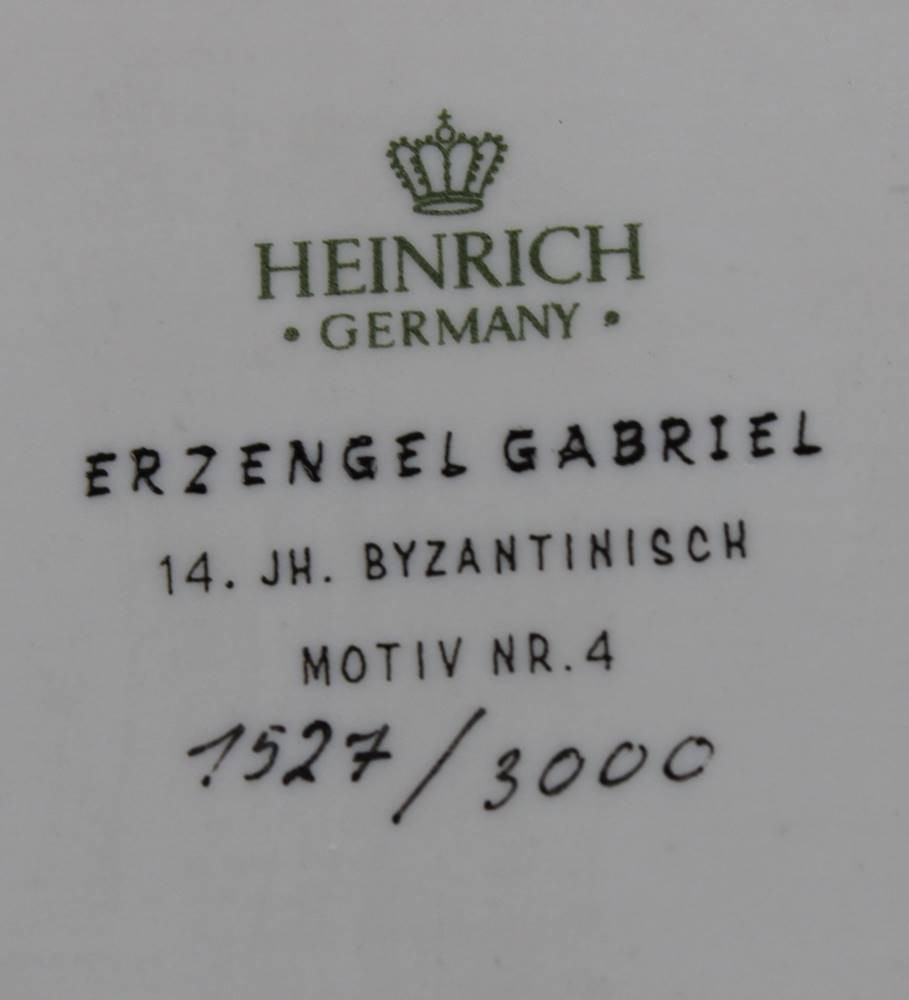 HEINRICH
• GERMANY •
ERZENGEL GABRIEL
14. JH. BYZANTINISCH
MOTIV NR. 4
1527/3000